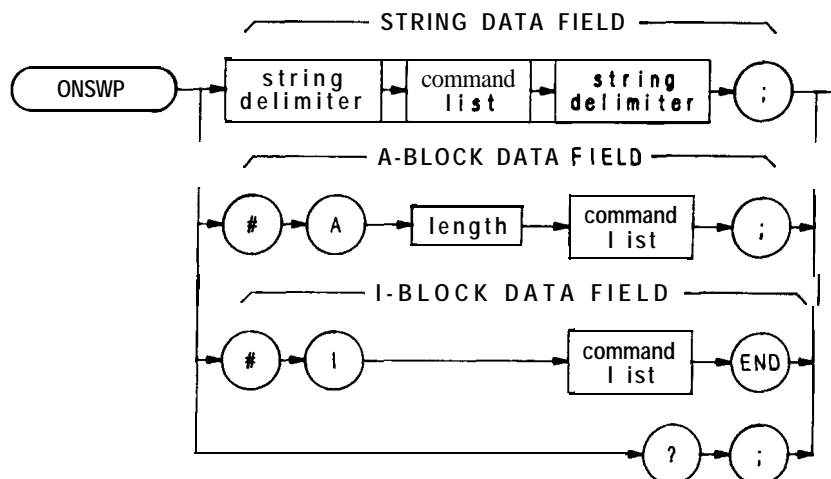 STRING DATA FIELD
ONSWP
string delimiter
command list
string delimiter
;
A-BLOCK DATA FIELD
#
A
length
command list
;
I-BLOCK DATA FIELD
#
I
command list
END
?
;